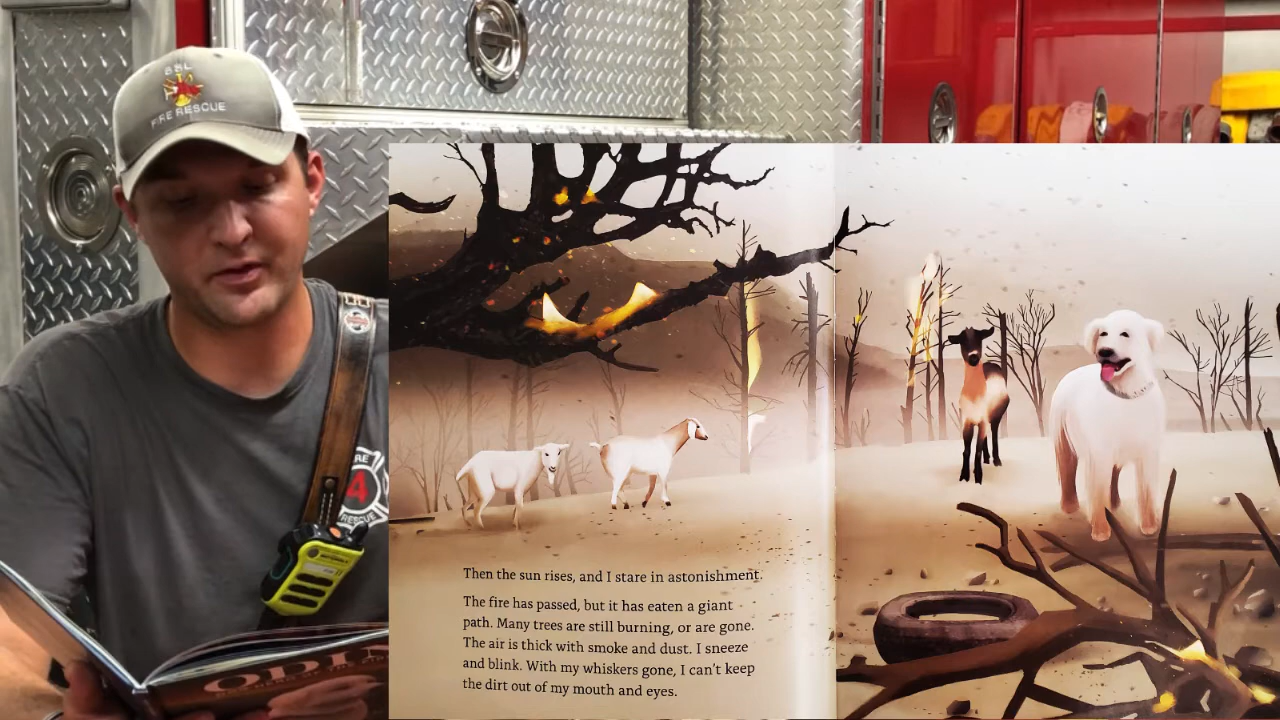 BSL
FIRE RESCUE
RE
4
RESCUE
ODIN
Then the sun rises, and I stare in astonishment.
The fire has passed, but it has eaten a giant
path. Many trees are still burning, or are gone.
The air is thick with smoke and dust. I sneeze
and blink. With my whiskers gone, I can't keep
the dirt out of my mouth and eyes.